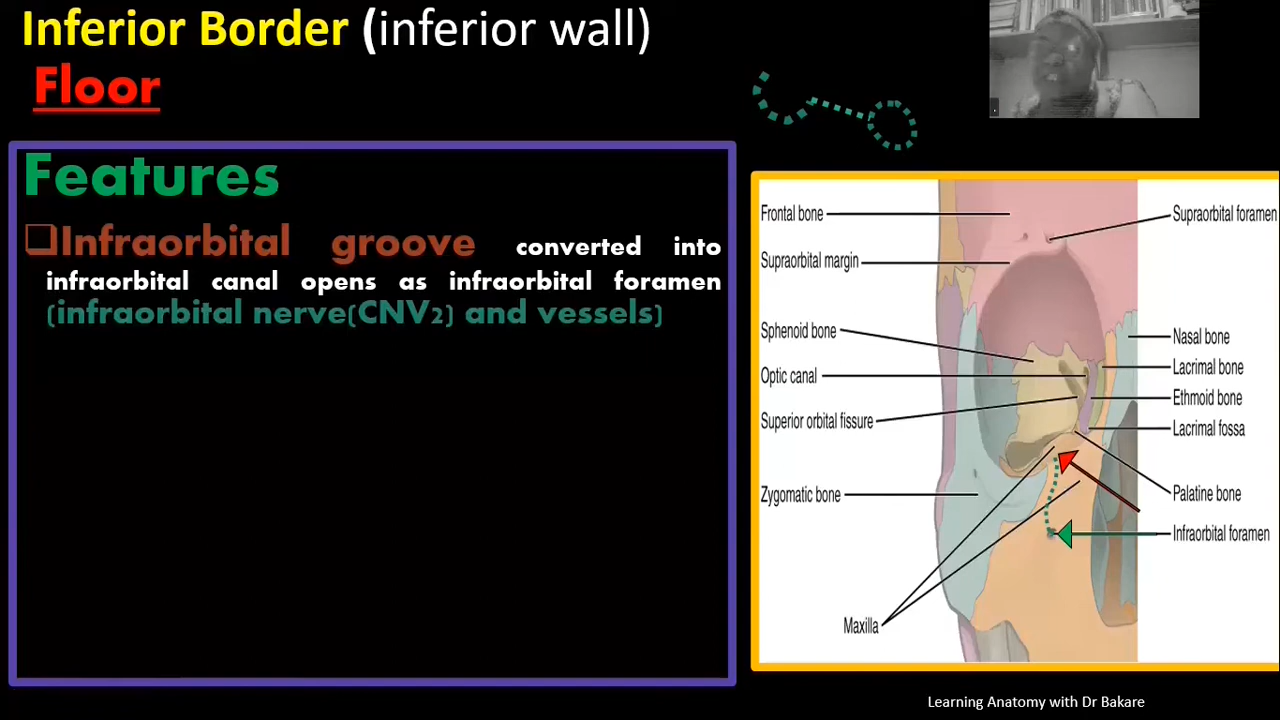 Inferior Border (inferior wall)
Floor
Features
❑Infraorbital groove converted into
infraorbital canal opens as infraorbital foramen
(infraorbital nerve(CNV₂) and vessels)
Frontal bone
Supraorbital margin
Sphenoid bone
Optic canal
Superior orbital fissure
Zygomatic bone
Maxilla
Supraorbital foramen
Nasal bone
Lacrimal bone
Ethmoid bone
Lacrimal fossa
Palatine bone
Infraorbital foramen
Learning Anatomy with Dr Bakare